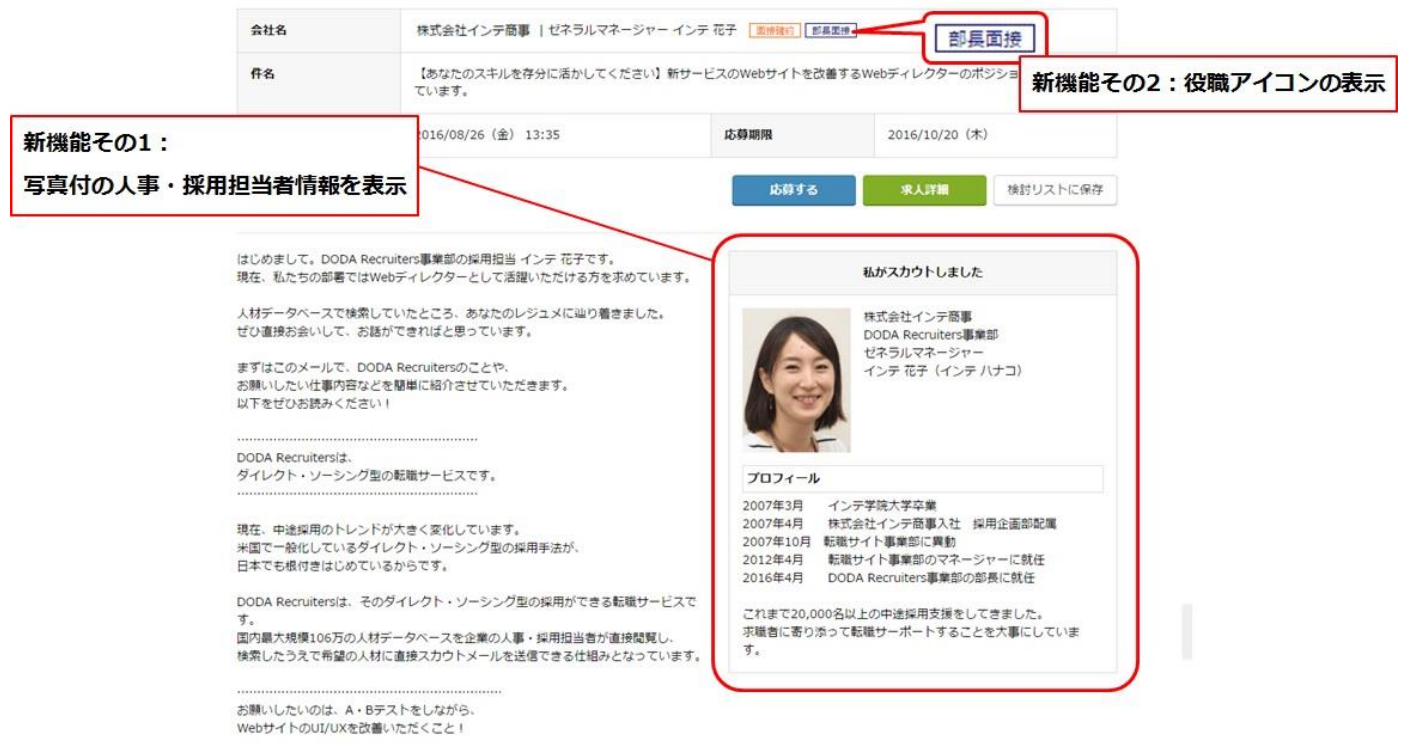 会社名
株式会社インテ商事 | ゼネラルマネージャー インテ 花子 面接確約 部長面接
部長面接
件名
【あなたのスキルを存分に活かしてください】新サービスのWebサイトを改善するWebディレクターのポジショ
ています。
新機能その2：役職アイコンの表示
新機能その1：
写真付の人事・採用担当者情報を表示
2016/08/26（金） 13:35
応募期限
2016/10/20（木）
応募する
求人詳細
検討リストに保存
はじめまして。DODA Recruiters事業部の採用担当 インテ 花子です。
現在、私たちの部署ではWebディレクターとして活躍いただける方を求めています。
人材データベースで検索していたところ、あなたのレジュメに辿り着きました。
ぜひ直接お会いして、お話ができればと思っています。
まずはこのメールで、DODA Recruitersのことや、
お願いしたい仕事内容などを簡単に紹介させていただきます。
以下をぜひお読みください！
............................................................
DODA Recruitersは、
ダイレクト・ソーシング型の転職サービスです。
............................................................
現在、中途採用のトレンドが大きく変化しています。
米国で一般化しているダイレクト・ソーシング型の採用手法が、
日本でも根付きはじめているからです。
DODA Recruitersは、そのダイレクト・ソーシング型の採用ができる転職サービスで
す。
国内最大規模106万の人材データベースを企業の人事・採用担当者が直接閲覧し、
検索したうえで希望の人材に直接スカウトメールを送信できる仕組みとなっています。
..................................................................
お願いしたいのは、A・Bテストをしながら、
WebサイトのUI/UXを改善いただくこと！
私がスカウトしました
株式会社インテ商事
DODA Recruiters事業部
ゼネラルマネージャー
インテ 花子（インテ ハナコ）
プロフィール
2007年3月 インテ学院大学卒業
2007年4月 株式会社インテ商事入社 採用企画部配属
2007年10月 転職サイト事業部に異動
2012年4月 転職サイト事業部のマネージャーに就任
2016年4月 DODA Recruiters事業部の部長に就任
これまで20,000名以上の中途採用支援をしてきました。
求職者に寄り添って転職サーポートすることを大事にしていま
す。